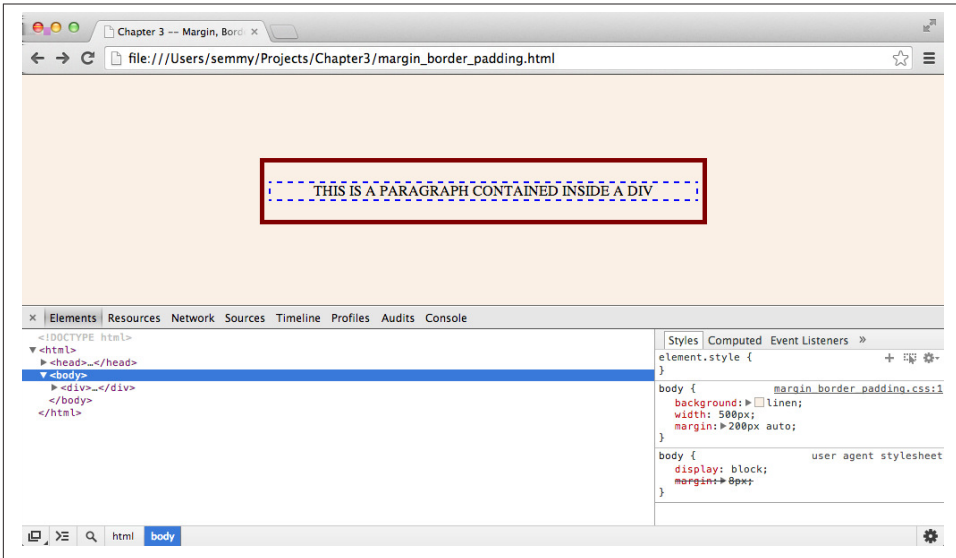 Chapter 3 -- Margin, Bord
file:///Users/semmy/Projects/Chapter3/margin_border_padding.html
THIS IS A PARAGRAPH CONTAINED INSIDE A DIV
× Elements Resources Network Sources Timeline Profiles Audits Console
<!DOCTYPE html>
▼<html>
▶<head>…</head>
▼<body>
▶<div>…</div>
</body>
</html>
Styles Computed Event Listeners »
element.style {
}
body { margin_border_padding.css:1
background:▶linen;
width: 500px;
margin:▶200px auto;
}
body { user agent stylesheet
display: block;
margin:▶8px;
}
html body